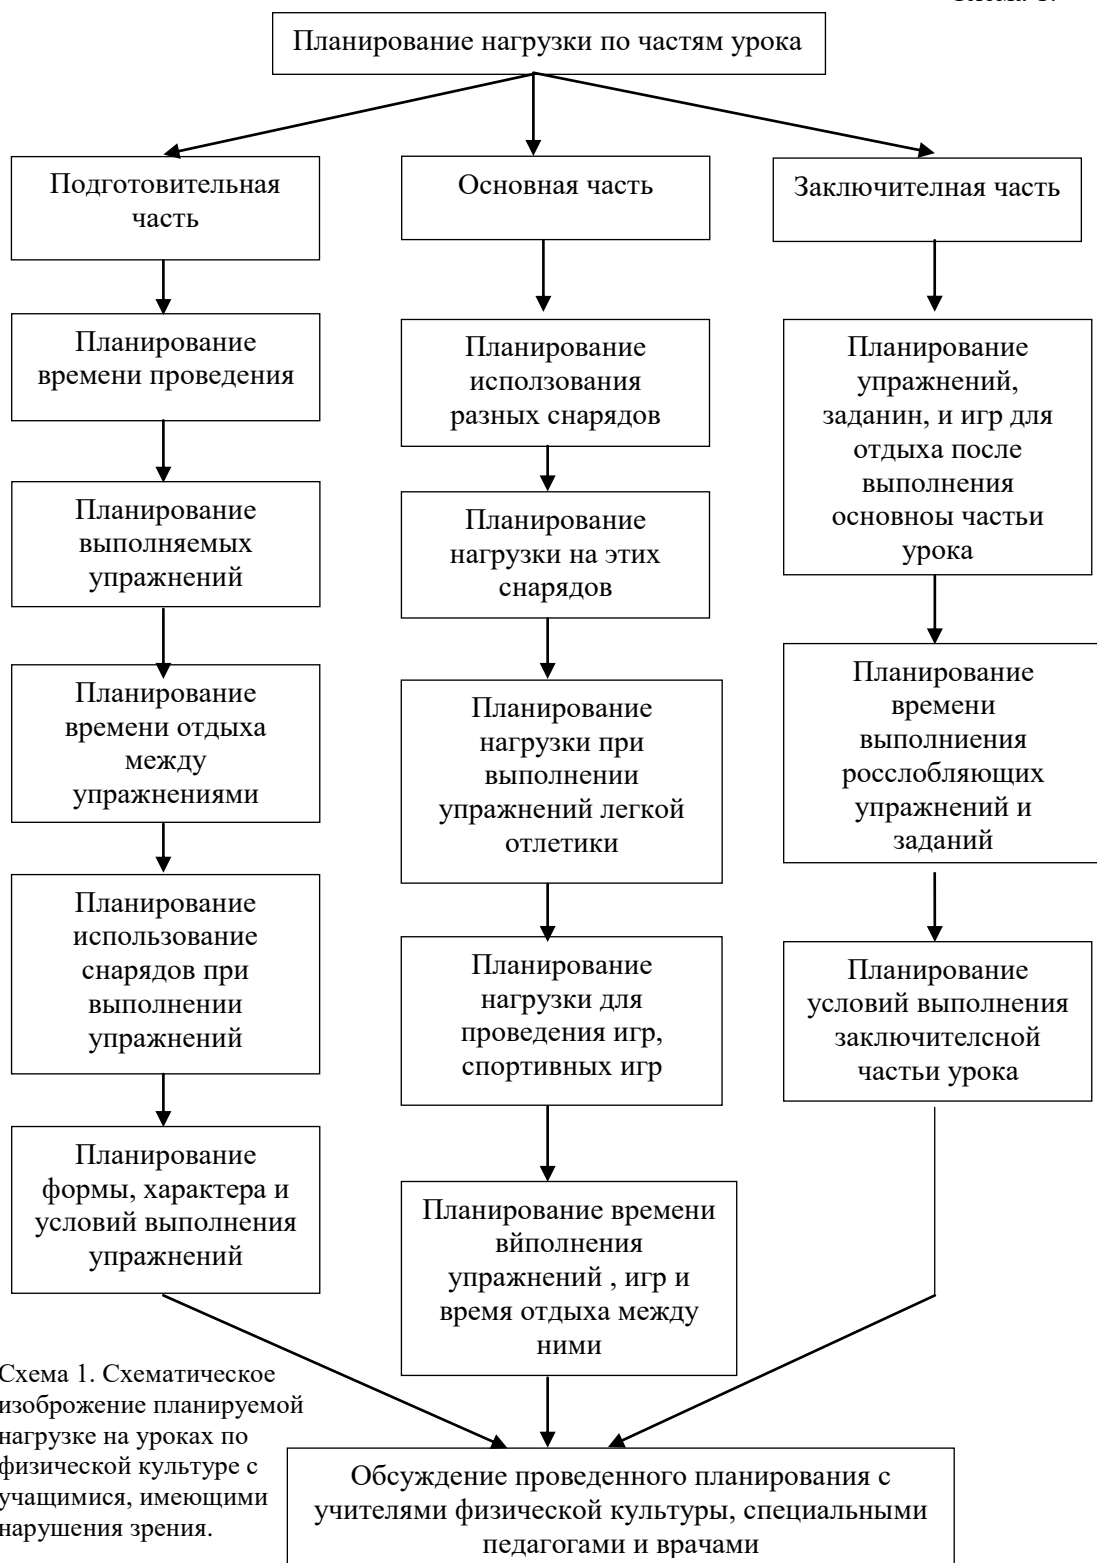 Планирование нагрузки по частям урока
Подготовительная
часть
Основная часть
Заключителная часть
Планирование
времени проведения
Планирование
выполняемых
упражнений
Планирование
времени отдыха
между
упражнениями
Планирование
использование
снарядов при
выполнении
упражнений
Планирование
формы, характера и
условий выполнения
упражнений
Планирование
исползования
разных снарядов
Планирование
нагрузки на этих
снарядов
Планирование
нагрузки при
выполнении
упражнений легкой
отлетики
Планирование
нагрузки для
проведения игр,
спортивных игр
Планирование времени
вйполнения
упражнений , игр и
время отдыха между
ними
Планирование
упражнений,
заданин, и игр для
отдыха после
выполнения
основноы частьи
урока
Планирование
времени
выполниения
росслобляющих
упражнений и
заданий
Планирование
условий выполнения
заключителсной
частьи урока
Схема 1. Схематическое
изоброжение планируемой
нагрузке на уроках по
физической культуре с
учащимися, имеющими
нарушения зрения.
Обсуждение проведенного планирования с
учителями физической культуры, специальными
педагогами и врачами